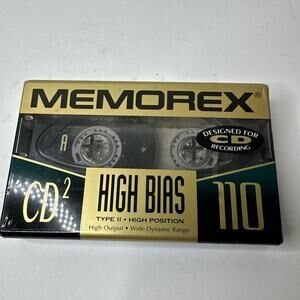 MEMOREX®
DESIGNED FOR
CD
RECORDING
A
CD²
HIGH BIAS
110
TYPE II • HIGH POSITION
High Output • Wide Dynamic Range